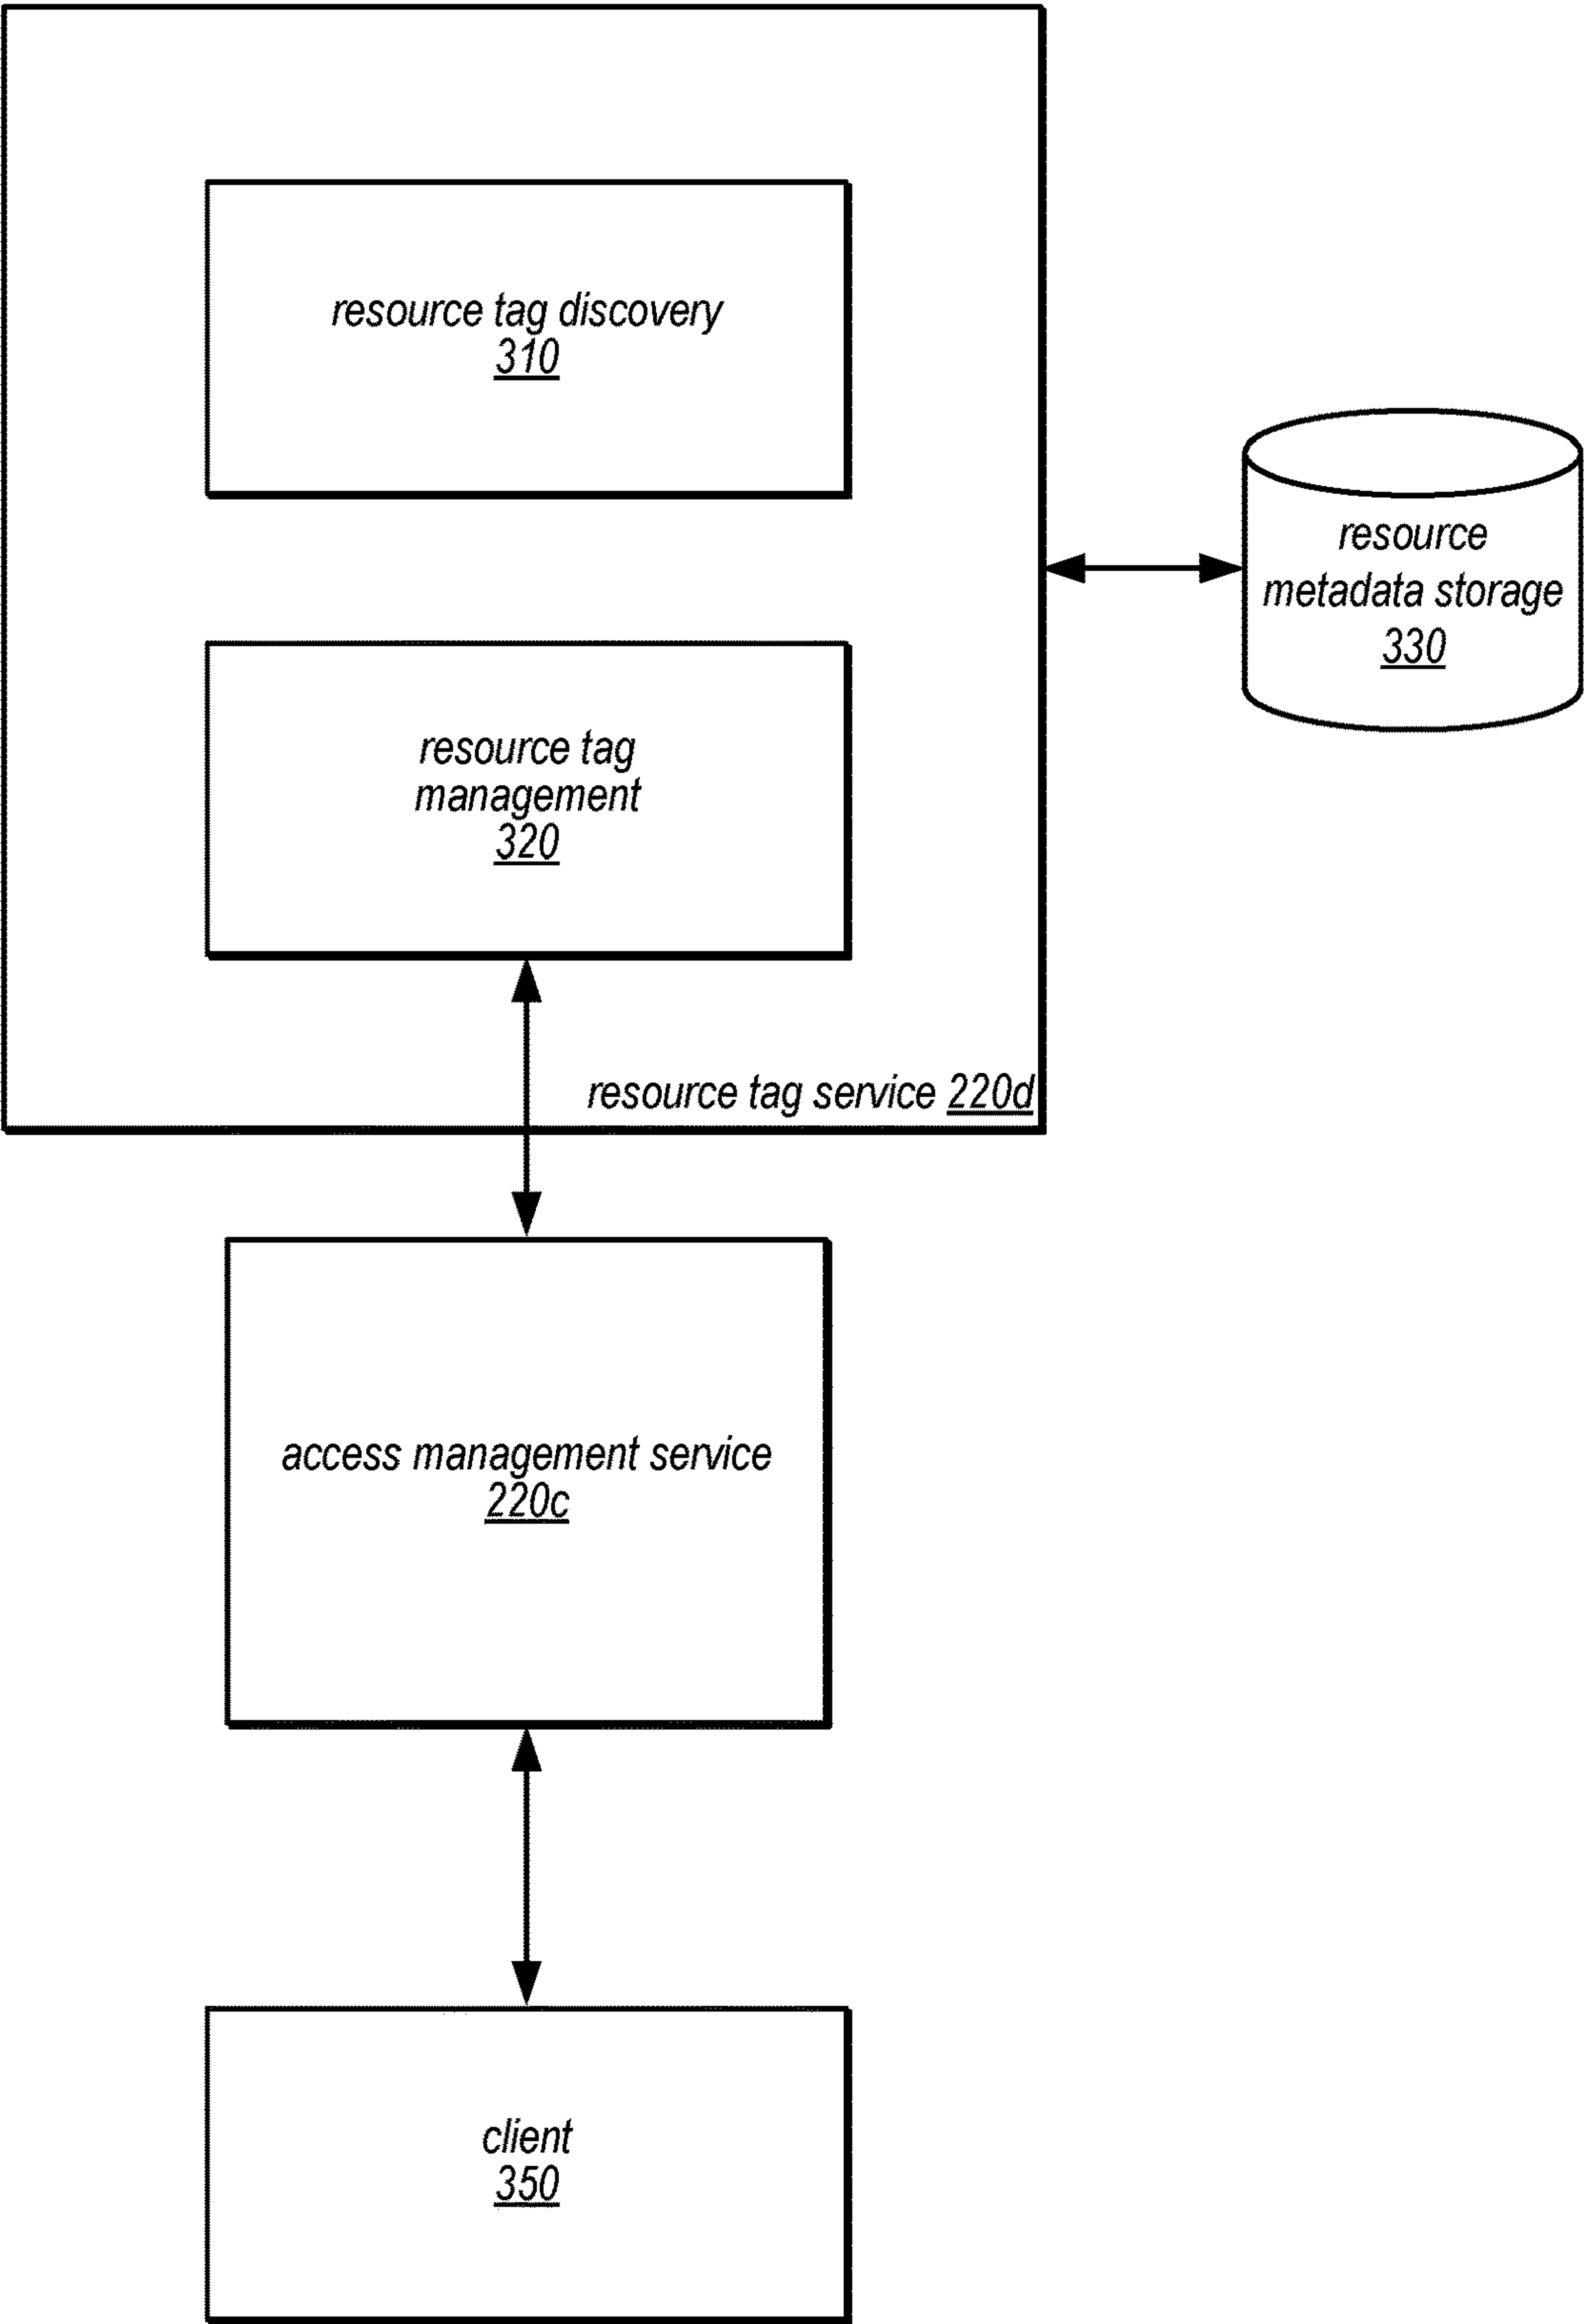 resource tag discovery
310
resource
metadata storage
330
resource tag
management
320
resource tag service 220d
access management service
220c
client
350